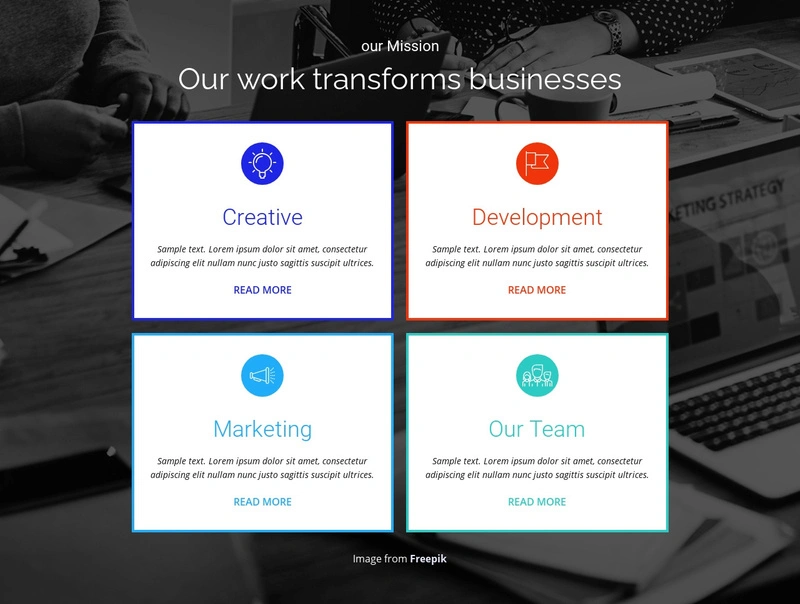 our Mission
Our work transforms businesses
Creative
Sample text. Lorem ipsum dolor sit amet, consectetur
adipiscing elit nullam nunc justo sagittis suscipit ultrices.
READ MORE
Development
Sample text. Lorem ipsum dolor sit amet, consectetur
adipiscing elit nullam nunc justo sagittis suscipit ultrices.
READ MORE
KETING STRATEGY
Marketing
Sample text. Lorem ipsum dolor sit amet, consectetur
adipiscing elit nullam nunc justo sagittis suscipit ultrices.
READ MORE
Our Team
Sample text. Lorem ipsum dolor sit amet, consectetur
adipiscing elit nullam nunc justo sagittis suscipit ultrices.
READ MORE
Image from Freepik